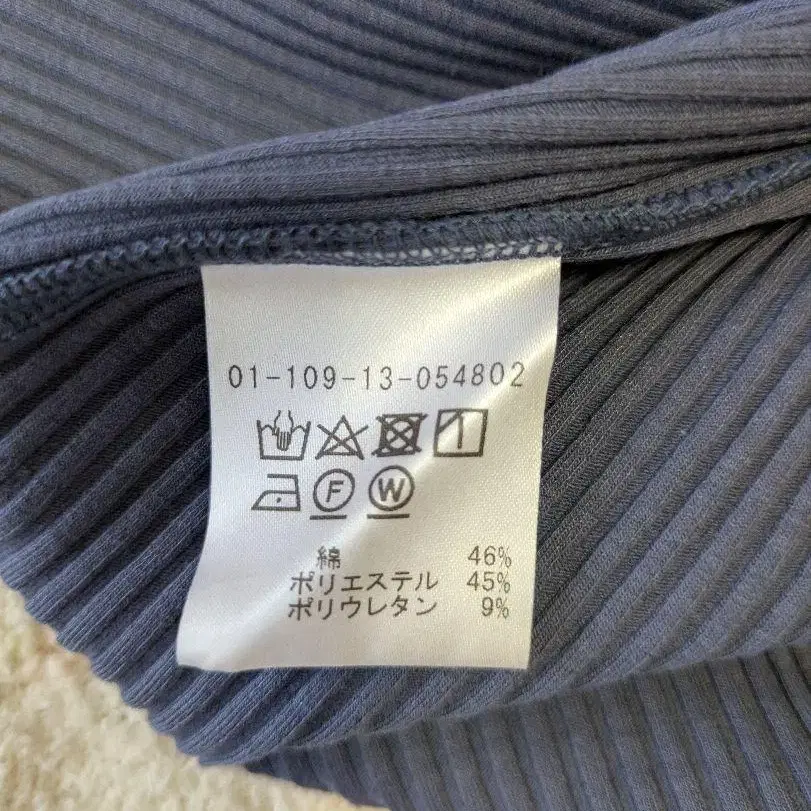 01-109-13-054802
F W
綿 46%
ポリエステル 45%
ポリウレタン 9%